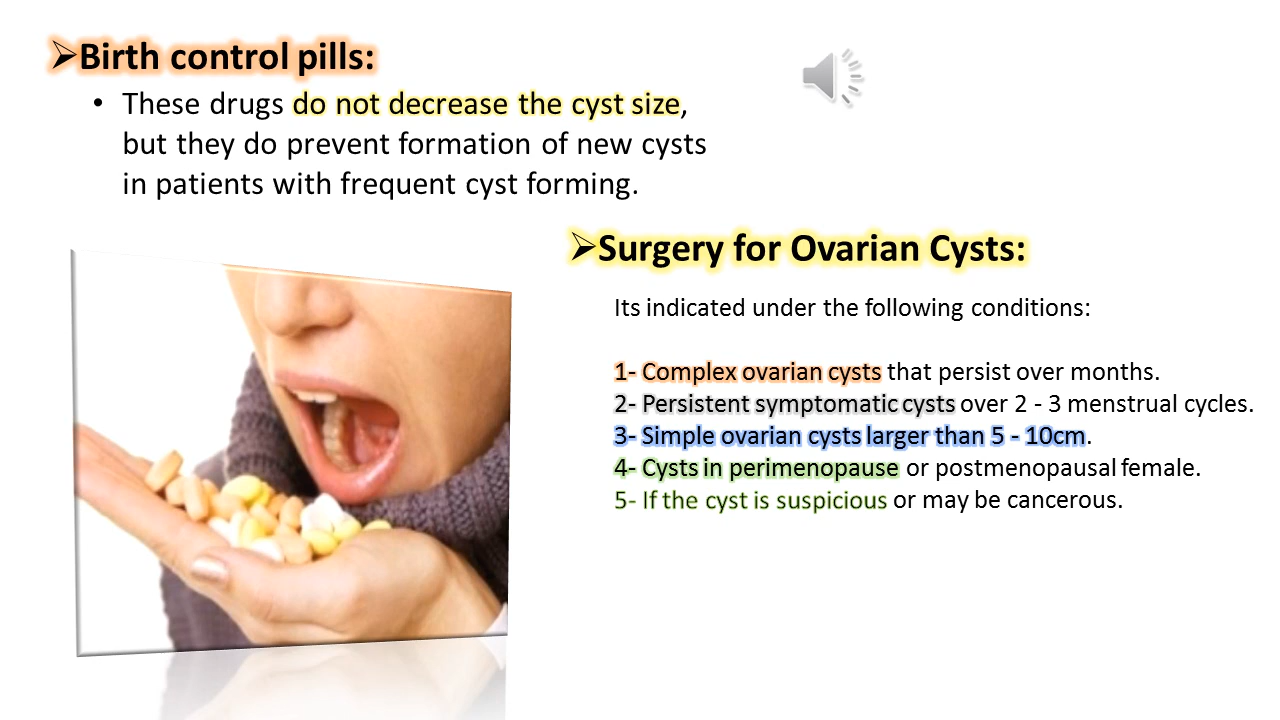 ➢Birth control pills:
• These drugs do not decrease the cyst size,
but they do prevent formation of new cysts
in patients with frequent cyst forming.
➢Surgery for Ovarian Cysts:
Its indicated under the following conditions:
1- Complex ovarian cysts that persist over months.
2- Persistent symptomatic cysts over 2 - 3 menstrual cycles.
3- Simple ovarian cysts larger than 5 - 10cm.
4- Cysts in perimenopause or postmenopausal female.
5- If the cyst is suspicious or may be cancerous.